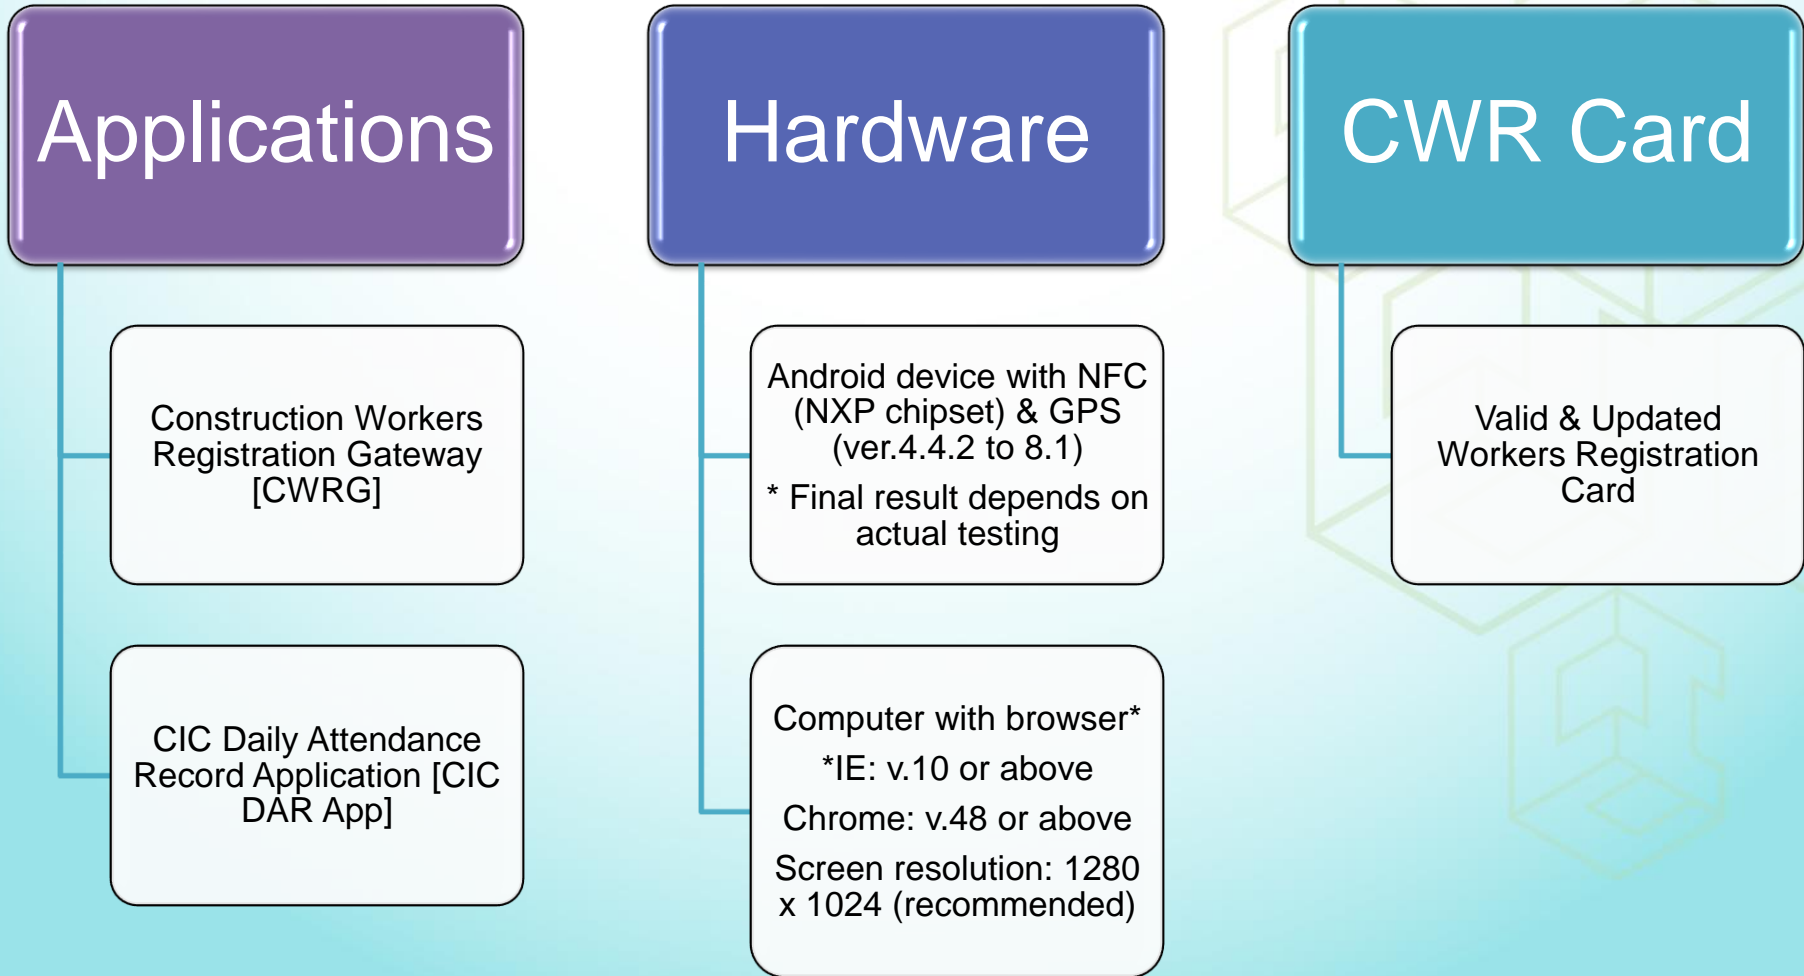 Applications
Construction Workers
Registration Gateway
[CWRG]
CIC Daily Attendance
Record Application [CIC
DAR App]
Hardware
Android device with NFC
(NXP chipset) & GPS
(ver.4.4.2 to 8.1)
* Final result depends on
actual testing
Computer with browser*
*IE: v.10 or above
Chrome: v.48 or above
Screen resolution: 1280
x 1024 (recommended)
CWR Card
Valid & Updated
Workers Registration
Card